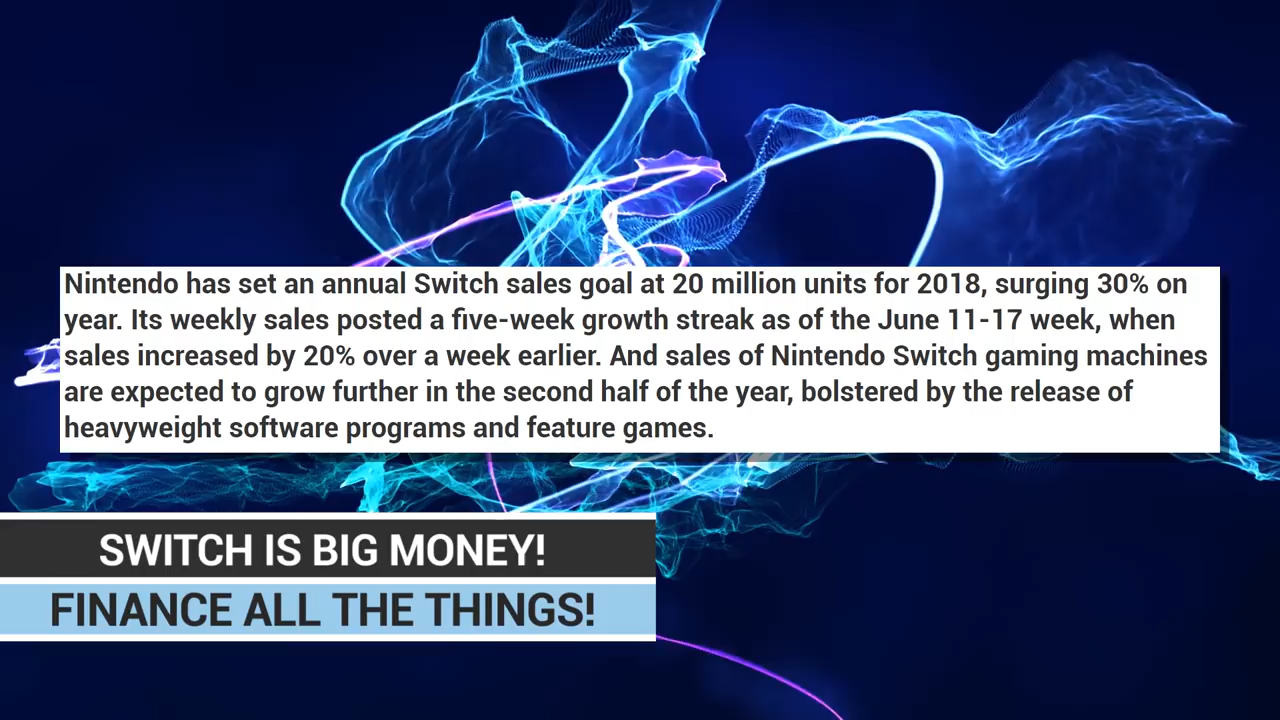 Nintendo has set an annual Switch sales goal at 20 million units for 2018, surging 30% on
year. Its weekly sales posted a five-week growth streak as of the June 11-17 week, when
sales increased by 20% over a week earlier. And sales of Nintendo Switch gaming machines
are expected to grow further in the second half of the year, bolstered by the release of
heavyweight software programs and feature games.
SWITCH IS BIG MONEY!
FINANCE ALL THE THINGS!